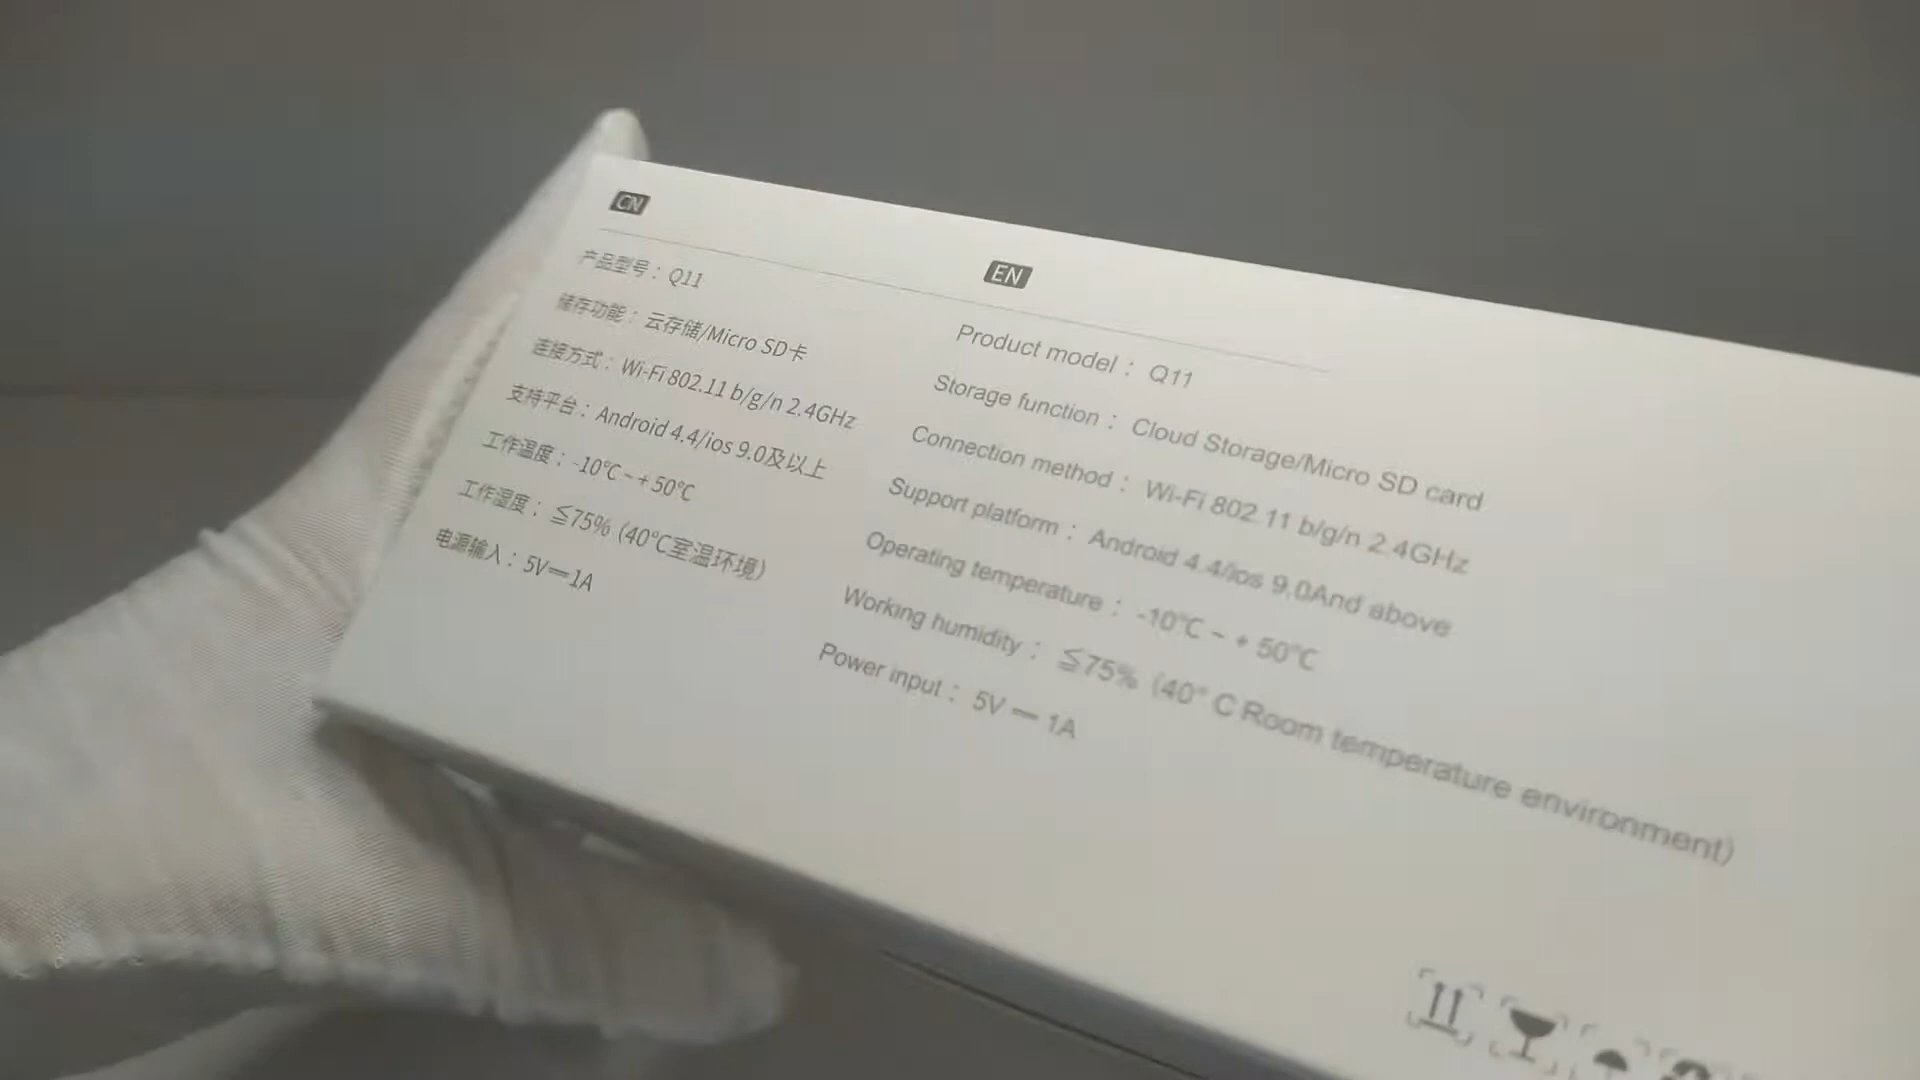 CN
产品型号：Q11
储存功能：云存储/Micro SD卡
连接方式：Wi-Fi 802.11 b/g/n 2.4GHz
支持平台：Android 4.4/ios 9.0及以上
工作温度：-10℃ ~ + 50℃
工作湿度：≦75%（40℃室温环境）
电源输入：5V⎓1A
EN
Product model：Q11
Storage function：Cloud Storage/Micro SD card
Connection method：Wi-Fi 802.11 b/g/n 2.4GHz
Support platform：Android 4.4/ios 9.0And above
Operating temperature：-10℃ ~ + 50℃
Working humidity：≦75%（40° C Room temperature environment）
Power input：5V ⎓ 1A